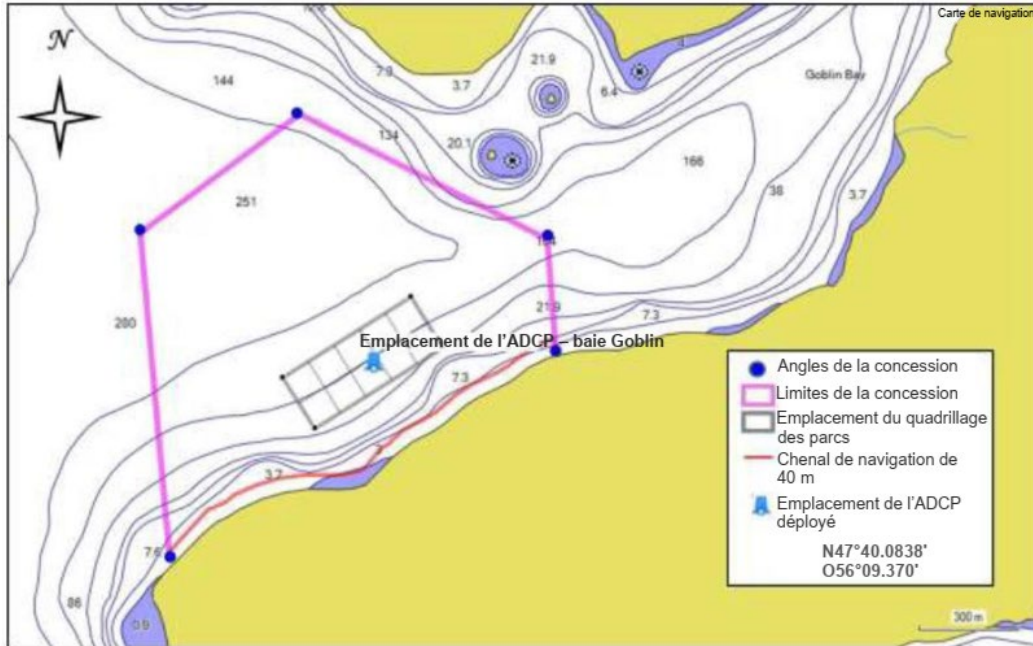 Carte de navigation
N
144
7.3
3.7
21.9
4
6.4
Goblin Bay
134
20.1
166
38
3.7
251
280
21.9
7.3
Emplacement de l'ADCP – baie Goblin
7.3
3.7
7.6
86
0.9
Angles de la concession
Limites de la concession
Emplacement du quadrillage
des parcs
Chenal de navigation de
40 m
Emplacement de l'ADCP
déployé
N47°40.0838'
O56°09.370'
300 m